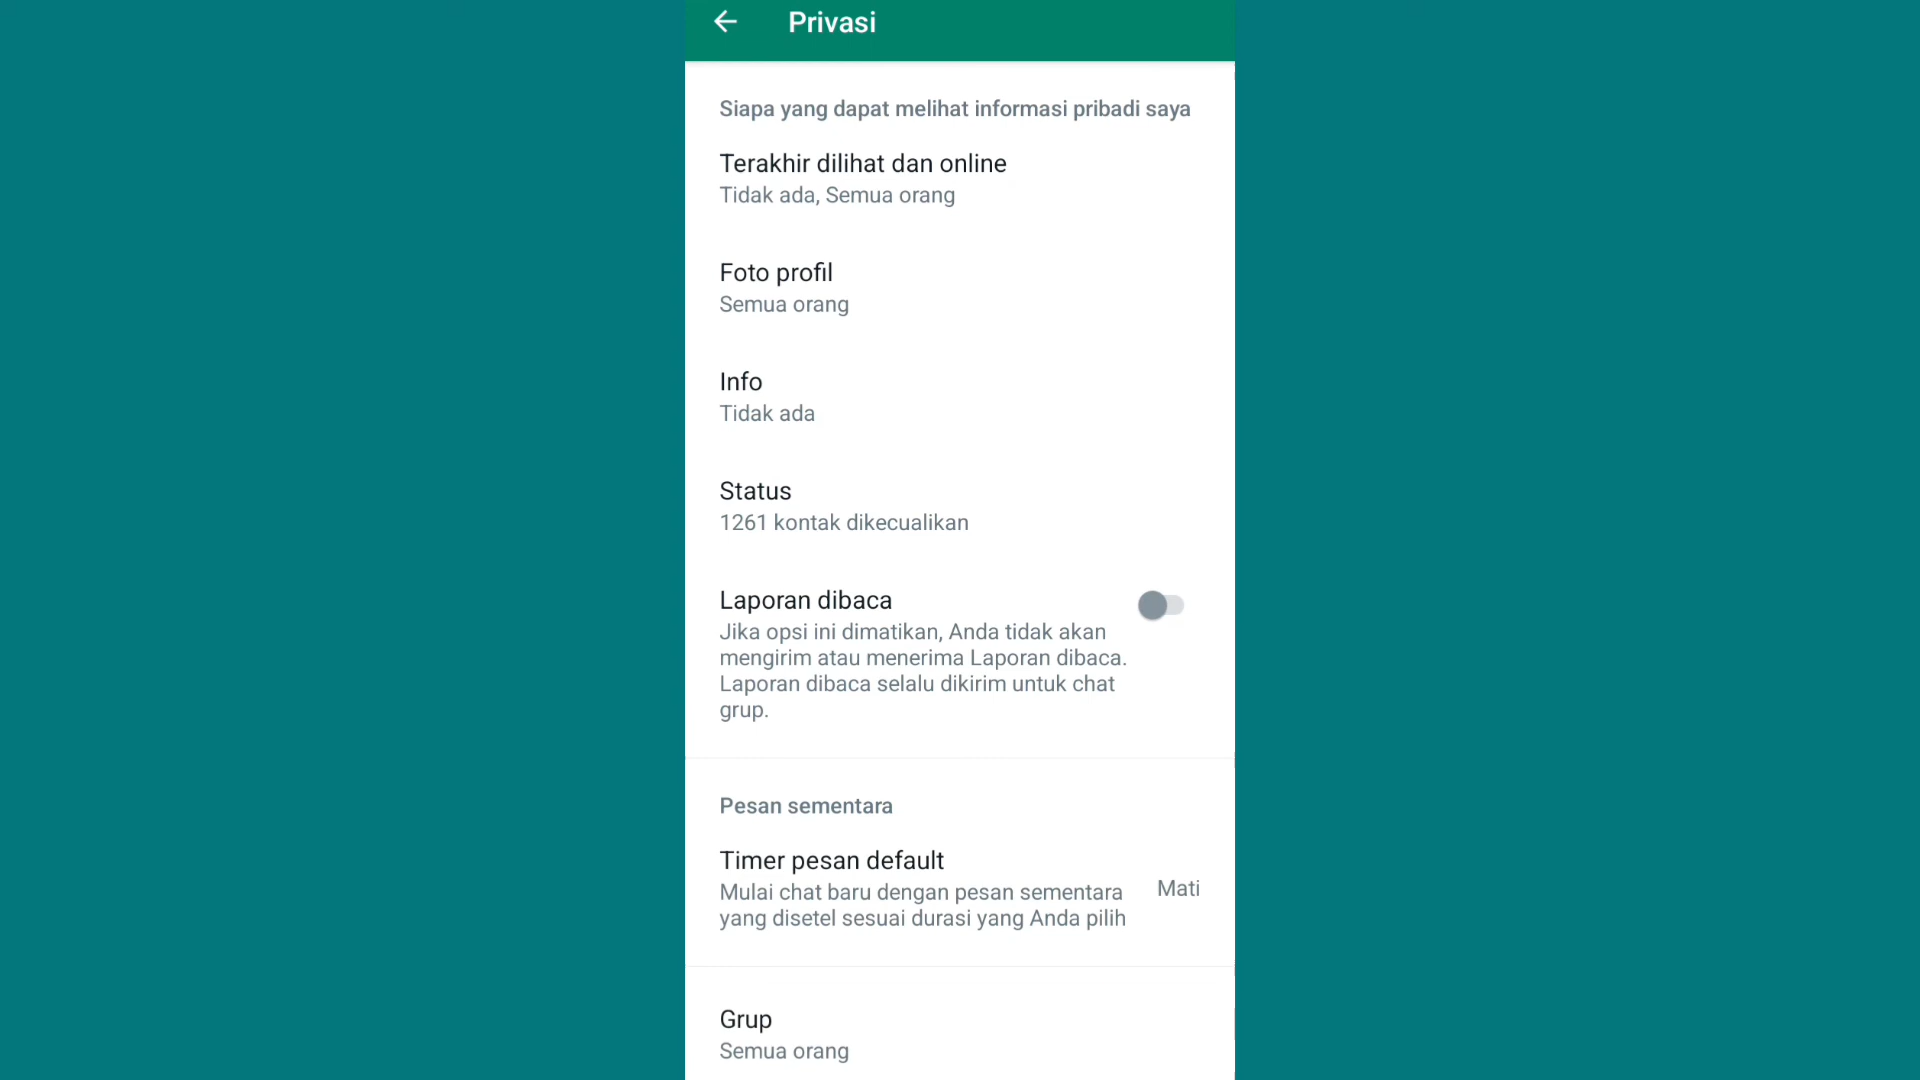 Privasi
Siapa yang dapat melihat informasi pribadi saya
Terakhir dilihat dan online
Tidak ada, Semua orang
Foto profil
Semua orang
Info
Tidak ada
Status
1261 kontak dikecualikan
Laporan dibaca
Jika opsi ini dimatikan, Anda tidak akan
mengirim atau menerima Laporan dibaca.
Laporan dibaca selalu dikirim untuk chat
grup.
Pesan sementara
Timer pesan default
Mulai chat baru dengan pesan sementara
yang disetel sesuai durasi yang Anda pilih
Mati
Grup
Semua orang